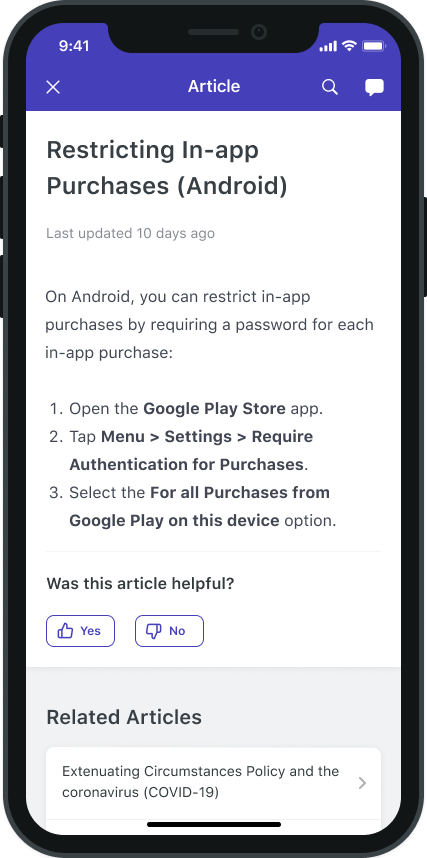 9:41
Article
Restricting In-app
Purchases (Android)
Last updated 10 days ago
On Android, you can restrict in-app
purchases by requiring a password for each
in-app purchase:
1. Open the Google Play Store app.
2. Tap Menu > Settings > Require
Authentication for Purchases.
3. Select the For all Purchases from
Google Play on this device option.
Was this article helpful?
Yes
No
Related Articles
Extenuating Circumstances Policy and the
coronavirus (COVID-19)